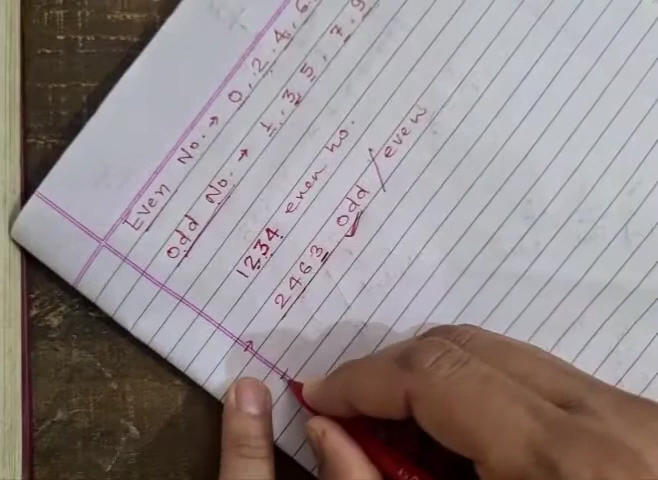 Even No. → 0, 2, 4, 6
Odd No. → 1, 3, 5, 7, 9
1234 even no.
2463 odd / even